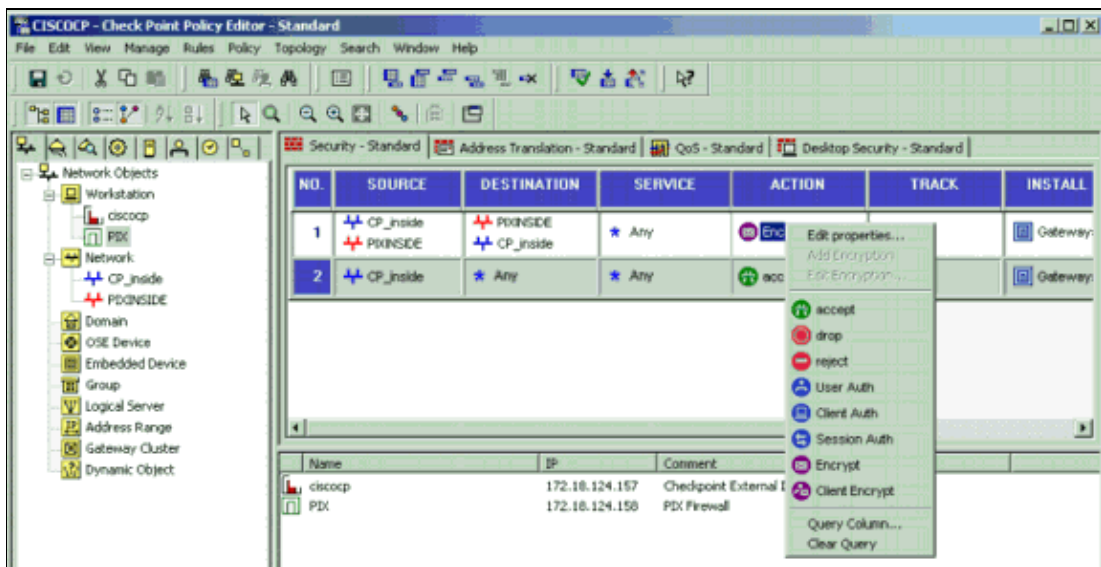 CISCOCP - Check Point Policy Editor - Standard
File Edit View Manage Rules Policy Topology Search Window Help
Security - Standard Address Translation - Standard QoS - Standard Desktop Security - Standard
Network Objects
Workstation
ciscocp
PIX
Network
CP_inside
PIXINSIDE
Domain
OSE Device
Embedded Device
Group
Logical Server
Address Range
Gateway Cluster
Dynamic Object
NO. SOURCE DESTINATION SERVICE ACTION TRACK INSTALL
1 CP_inside PIXINSIDE Any Enc Gateway
PIXINSIDE CP_inside
2 CP_inside Any Any acc Gateway
Edit properties...
Add Encryption
Edit Encryption...
accept
drop
reject
User Auth
Client Auth
Session Auth
Encrypt
Client Encrypt
Query Column...
Clear Query
Name IP Comment
ciscocp 172.18.124.157 Checkpoint External
PIX 172.18.124.158 PIX Firewall